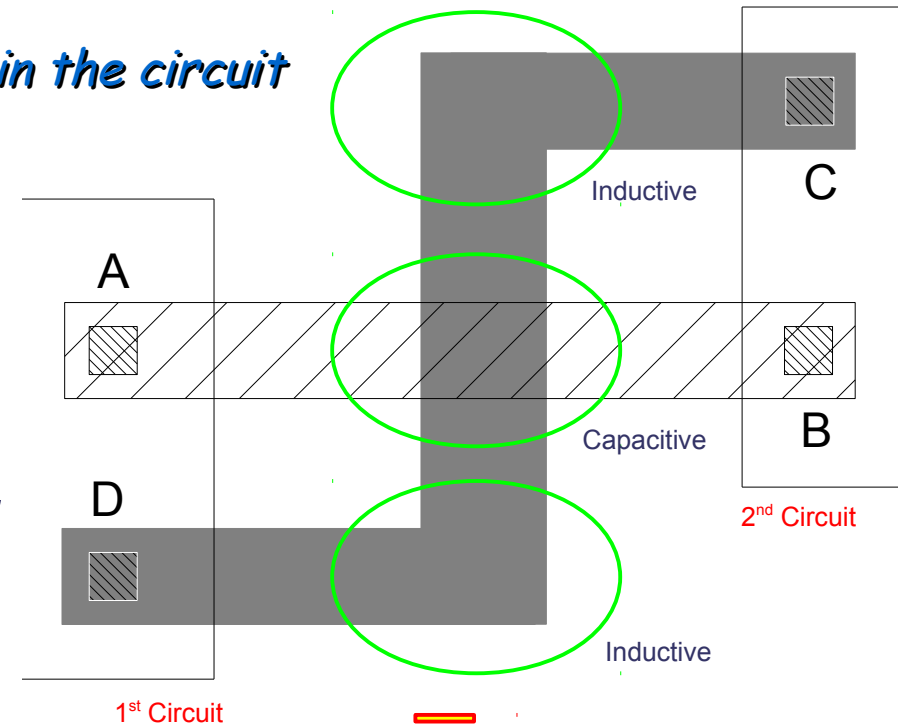 in the circuit
Inductive
C
A
Capacitive
B
D
2nd Circuit
Inductive
1st Circuit